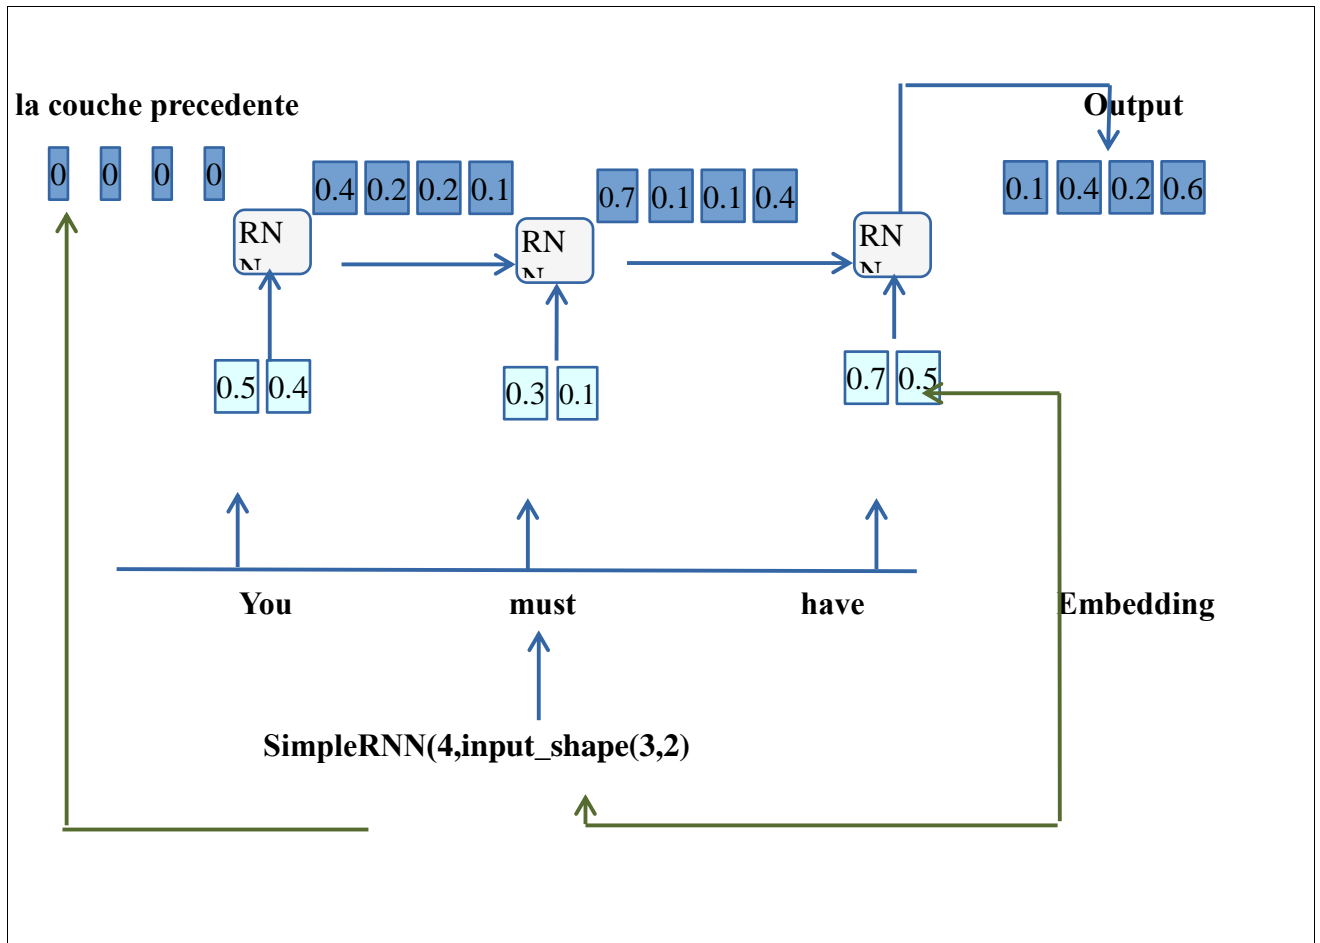 la couche precedente
Output
0 0 0 0
0.4 0.2 0.2 0.1
0.7 0.1 0.1 0.4
0.1 0.4 0.2 0.6
RN
N
RN
N
RN
N
0.5 0.4
0.3 0.1
0.7 0.5
You must have Embedding
SimpleRNN(4,input_shape(3,2)